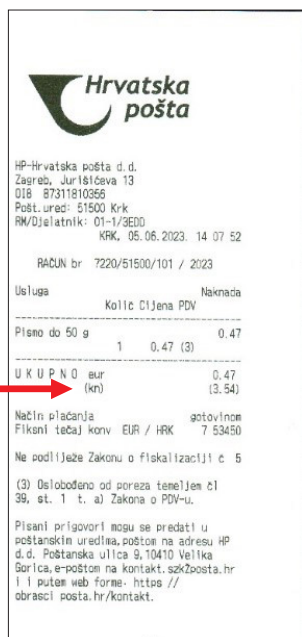 Hrvatska
pošta
HP-Hrvatska pošta d.d.
Zagreb, Jurišićeva 13
OIB 87311810356
Pošt.ured: 51500 Krk
RM/Djelatnik: 01-1/3EDD
KRK, 05.06.2023. 14 07 52
RAČUN br 7220/51500/101 / 2023
Usluga Naknada
Količ Cijena PDV
Pismo do 50 g 0.47
1 0.47 (3)
U K U P N O eur 0.47
(kn) (3.54)
Način plaćanja gotovinom
Fiksni tečaj konv EUR / HRK 7 53450
Ne podliježe Zakonu o fiskalizaciji č 5
(3) Oslobođeno od poreza temeljem čl
39, st. 1 t. a) Zakona o PDV-u.
Pisani prigovori mogu se predati u
poštanskim uredima,poštom na adresu HP
d.d. Poštanska ulica 9,10410 Velika
Gorica,e-poštom na kontakt.szkžposta.hr
i i putem web forme· https //
obrasci posta.hr/kontakt.